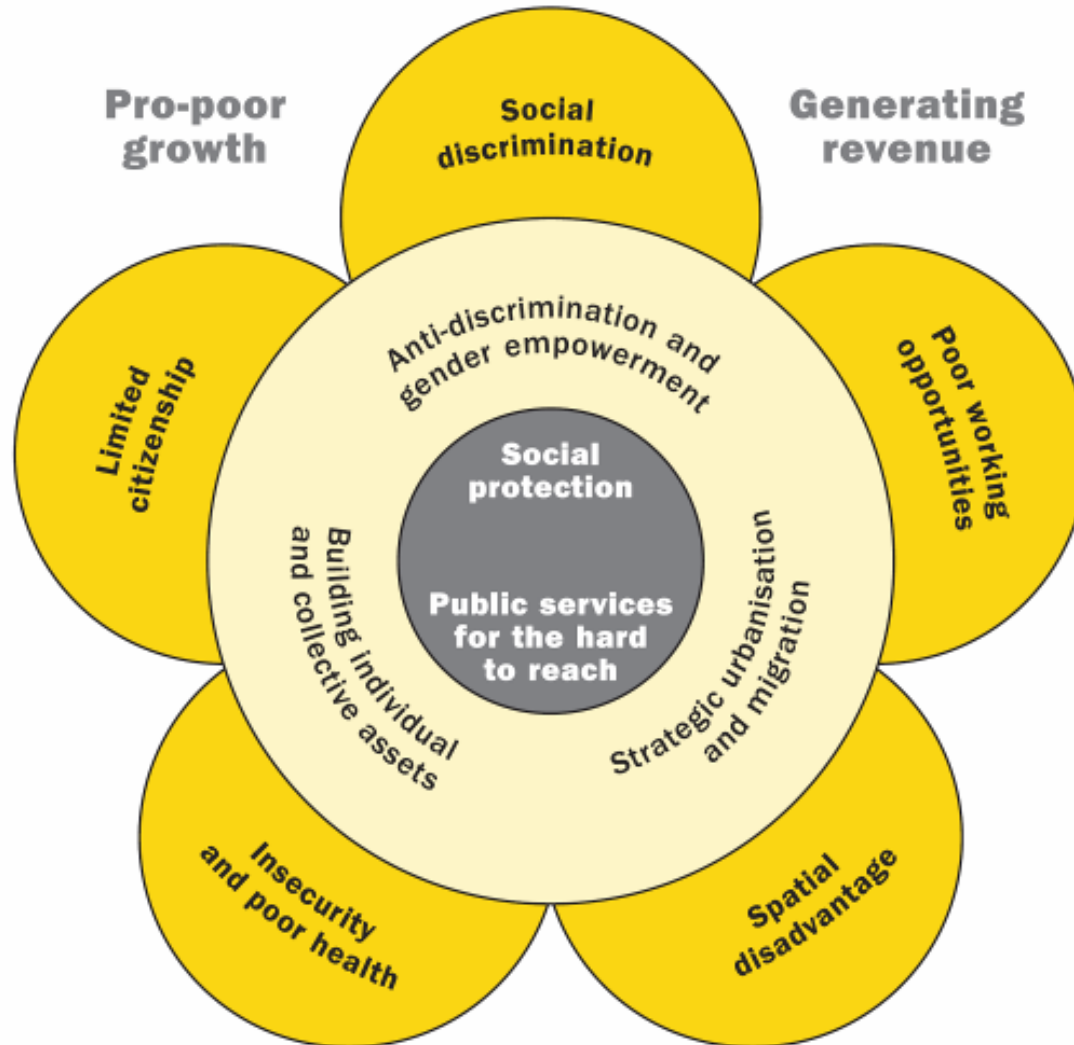 Pro-poor
growth
Social
discrimination
Generating
revenue
Limited
citizenship
Anti-discrimination and
gender empowerment
Poor working
opportunities
Social
protection
Public services
for the hard
to reach
Building individual
and collective assets
Strategic urbanisation
and migration
Insecurity
and poor health
Spatial
disadvantage